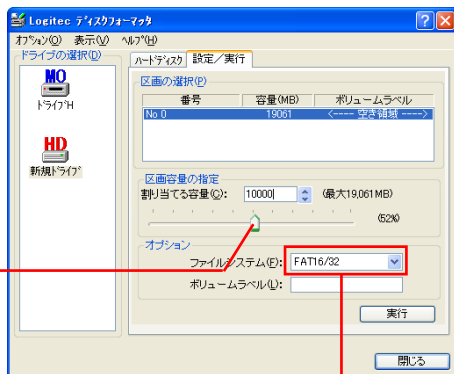 Logitec ディスクフォーマッタ
オプション(O) 表示(V) ヘルプ(H)
ドライブの選択(D)
MO
ドライブH
HD
新規ドライブ
ハードディスク 設定／実行
区画の選択(P)
番号 容量(MB) ボリュームラベル
No 0 19061 <---- 空き領域 ---->
区画容量の指定
割り当てる容量(C): 10000 (最大19,061MB)
(52%)
オプション
ファイルシステム(F): FAT16/32
ボリュームラベル(L):
実行
閉じる